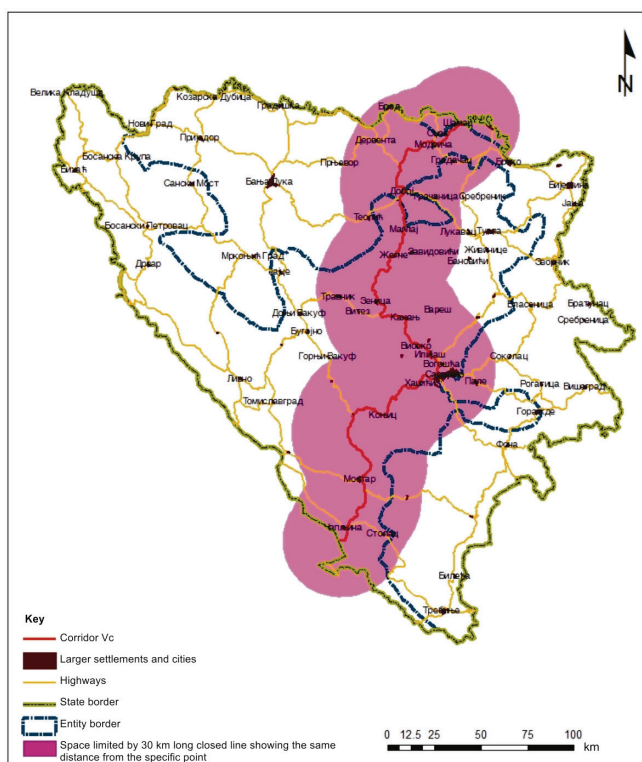 N
Велика Кладуша
Козарска Дубица
Градишка
Брод
Нови Град
Шамац
Дервента
Модрича
Босанска Крупа
Приједор
Прњавор
Градачац
Брчко
Бихаћ
Сански Мост
Бања Лука
Добој
Грачаница
Сребреник
Бијељина
Јања
Теслић
Босански Петровац
Маглај
Лукавац
Тузла
Мркоњић Град
Завидовићи
Живинице
Дрвар
Жепче
Бановићи
Зворник
Јајце
Травник
Зеница
Власеница
Братунац
Доњи Вакуф
Витез
Какањ
Вареш
Сребреница
Бугојно
Високо
Горњи Вакуф
Илијаш
Соколац
Вогошћа
Ливно
Хаџићи
Пале
Рогатица
Вишеград
Томиславград
Коњиц
Горажде
Фоча
Мостар
Столац
Билећа
Требиње
Key
Corridor Vc
Larger settlements and cities
Highways
State border
Entity border
Space limited by 30 km long closed line showing the same
distance from the specific point
0 12.5 25 50 75 100
km